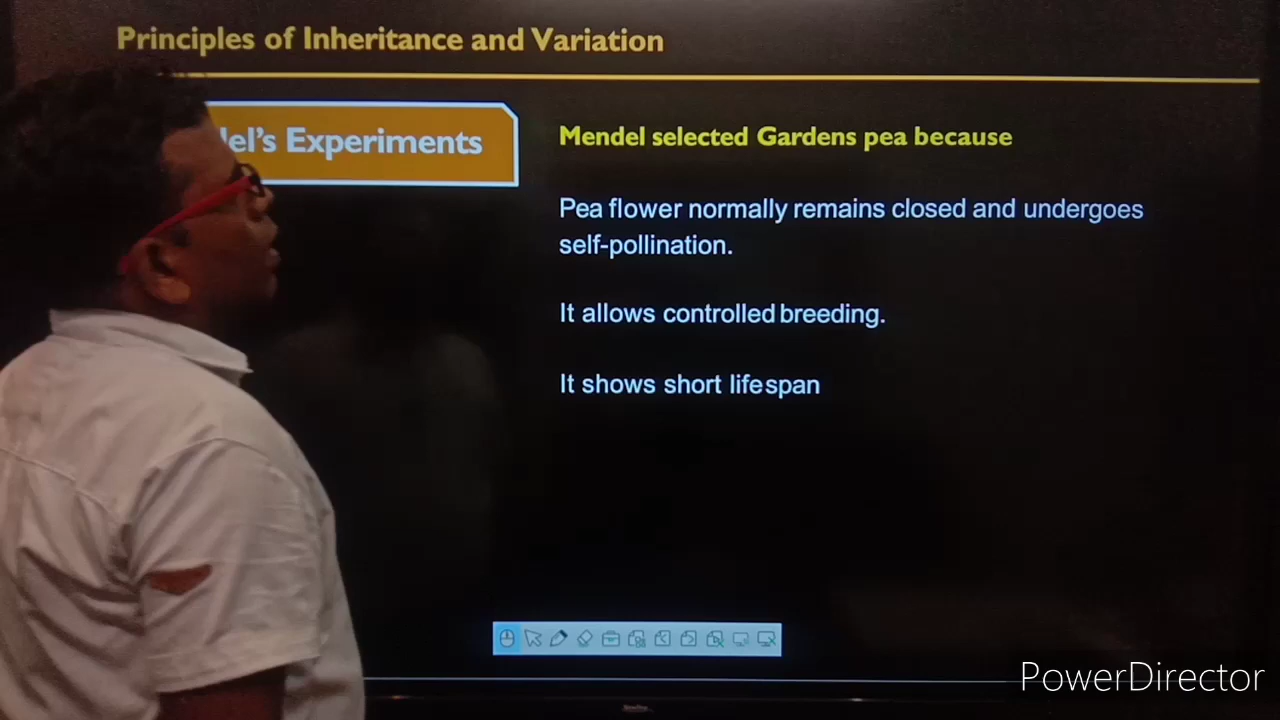 Principles of Inheritance and Variation
el's Experiments
Mendel selected Gardens pea because
Pea flower normally remains closed and undergoes
self-pollination.
It allows controlled breeding.
It shows short lifespan
PowerDirector